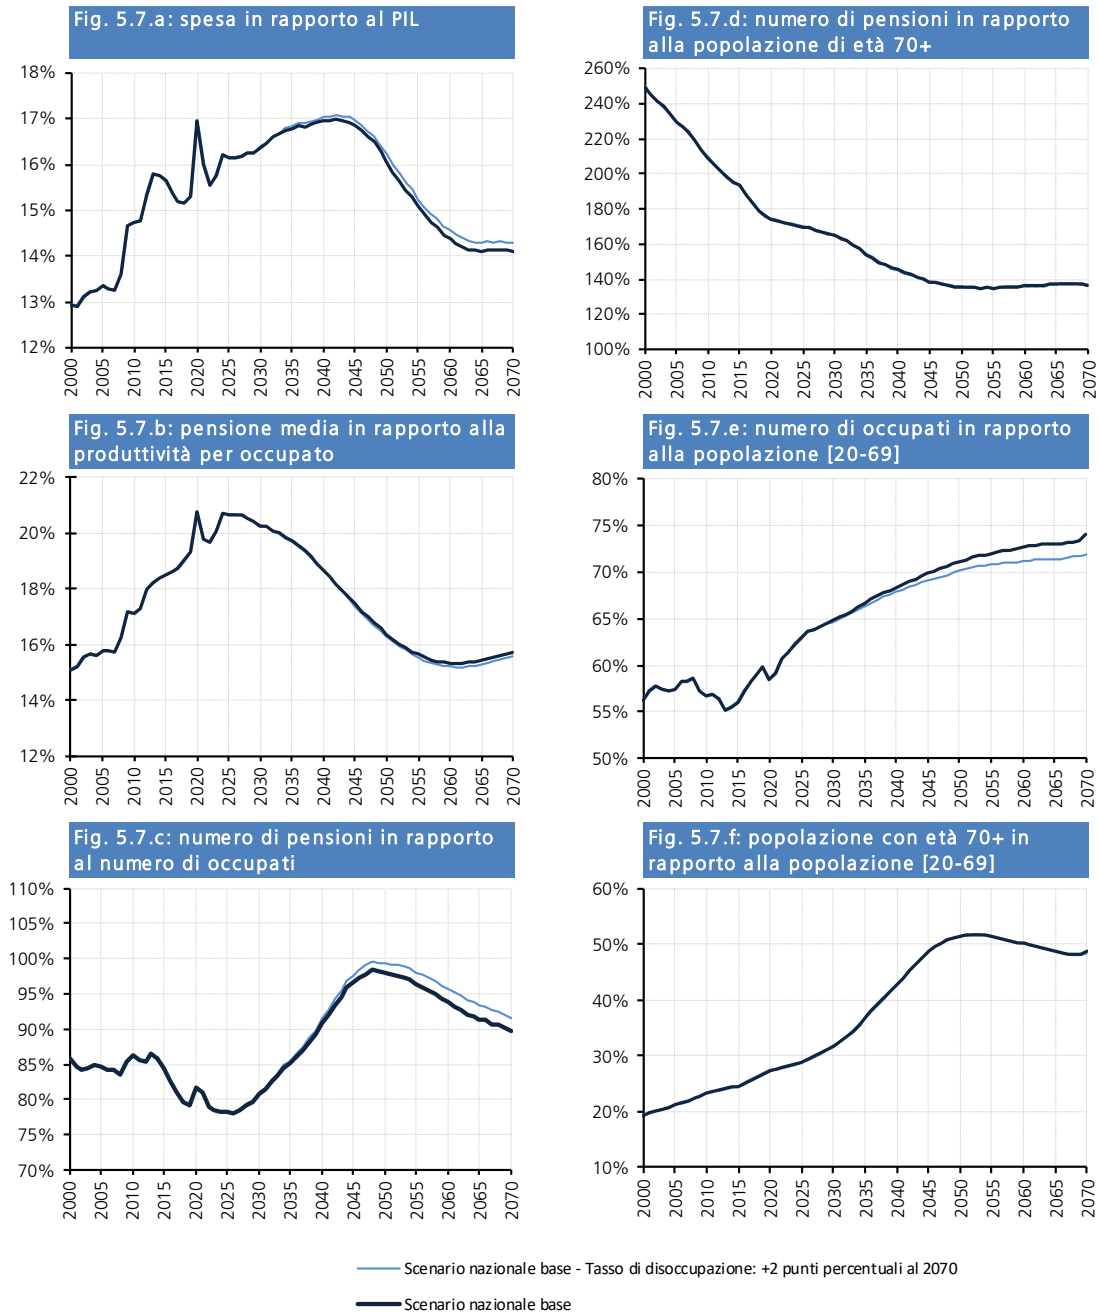 Fig. 5.7.a: spesa in rapporto al PIL
18%
17%
16%
15%
14%
13%
12%
2000 2005 2010 2015 2020 2025 2030 2035 2040 2045 2050 2055 2060 2065 2070
Fig. 5.7.d: numero di pensioni in rapporto
alla popolazione di età 70+
260%
240%
220%
200%
180%
160%
140%
120%
100%
2000 2005 2010 2015 2020 2025 2030 2035 2040 2045 2050 2055 2060 2065 2070
Fig. 5.7.b: pensione media in rapporto alla
produttività per occupato
22%
20%
18%
16%
14%
12%
2000 2005 2010 2015 2020 2025 2030 2035 2040 2045 2050 2055 2060 2065 2070
Fig. 5.7.e: numero di occupati in rapporto
alla popolazione [20-69]
80%
75%
70%
65%
60%
55%
50%
2000 2005 2010 2015 2020 2025 2030 2035 2040 2045 2050 2055 2060 2065 2070
Fig. 5.7.c: numero di pensioni in rapporto
al numero di occupati
110%
105%
100%
95%
90%
85%
80%
75%
70%
2000 2005 2010 2015 2020 2025 2030 2035 2040 2045 2050 2055 2060 2065 2070
Fig. 5.7.f: popolazione con età 70+ in
rapporto alla popolazione [20-69]
60%
50%
40%
30%
20%
10%
2000 2005 2010 2015 2020 2025 2030 2035 2040 2045 2050 2055 2060 2065 2070
Scenario nazionale base - Tasso di disoccupazione: +2 punti percentuali al 2070
Scenario nazionale base